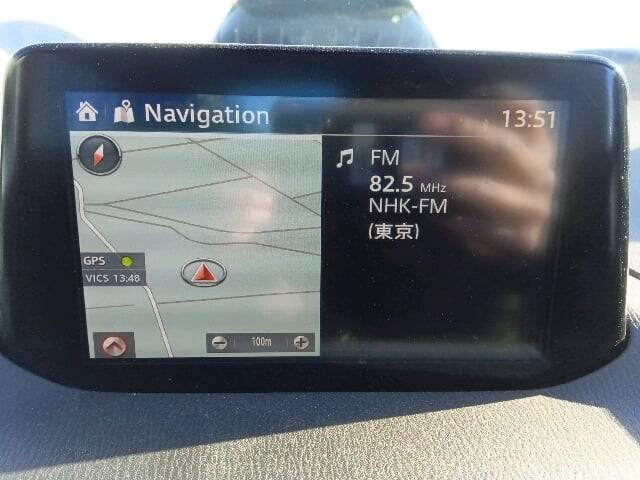 Navigation
13:51
FM
82.5 MHz
NHK-FM
(東京)
GPS
VICS 13:48
100m